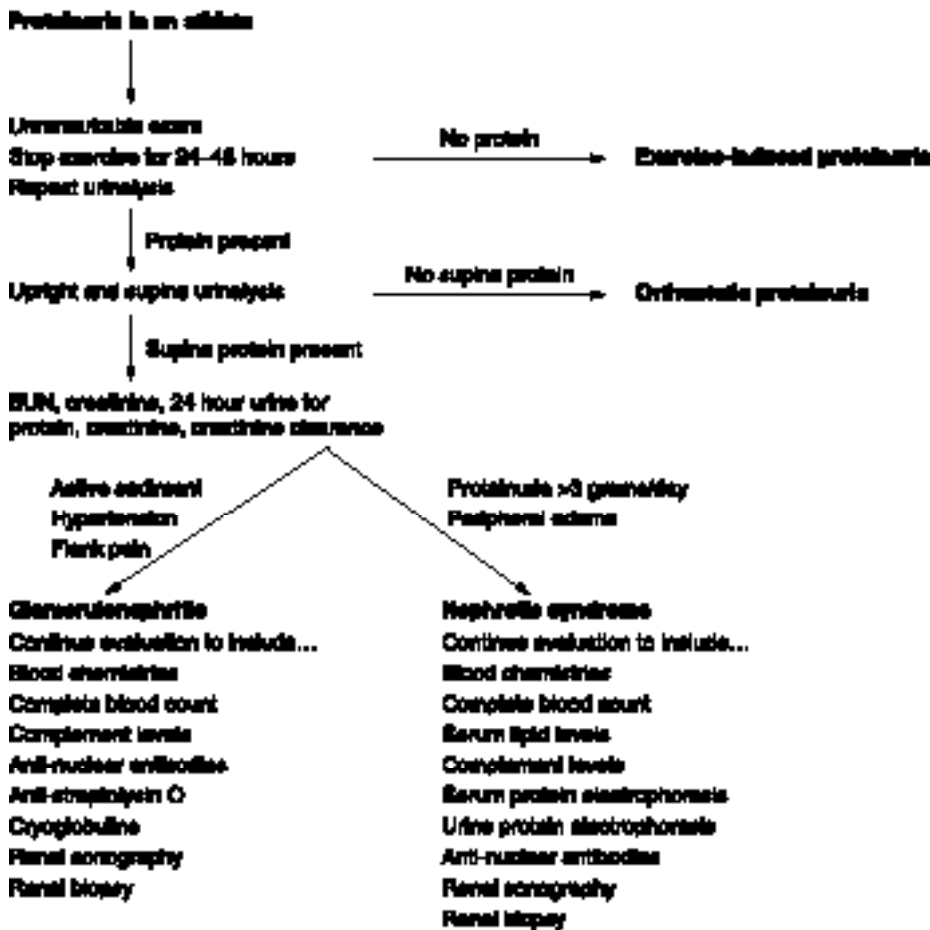 Proteinuria in an athlete
Unremarkable exam
Stop exercise for 24–48 hours
Repeat urinalysis
No protein
Exercise-induced proteinuria
Protein present
Upright and supine urinalysis
No supine protein
Orthostatic proteinuria
Supine protein present
BUN, creatinine, 24 hour urine for
protein, creatinine, creatinine clearance
Active sediment
Hypertension
Flank pain
Proteinuria >3 grams/day
Peripheral edema
Glomerulonephritis
Continue evaluation to include...
Blood chemistries
Complete blood count
Complement levels
Anti-nuclear antibodies
Anti-streptolysin O
Cryoglobulins
Renal sonography
Renal biopsy
Nephrotic syndrome
Continue evaluation to include...
Blood chemistries
Complete blood count
Serum lipid levels
Complement levels
Serum protein electrophoresis
Urine protein electrophoresis
Anti-nuclear antibodies
Renal sonography
Renal biopsy